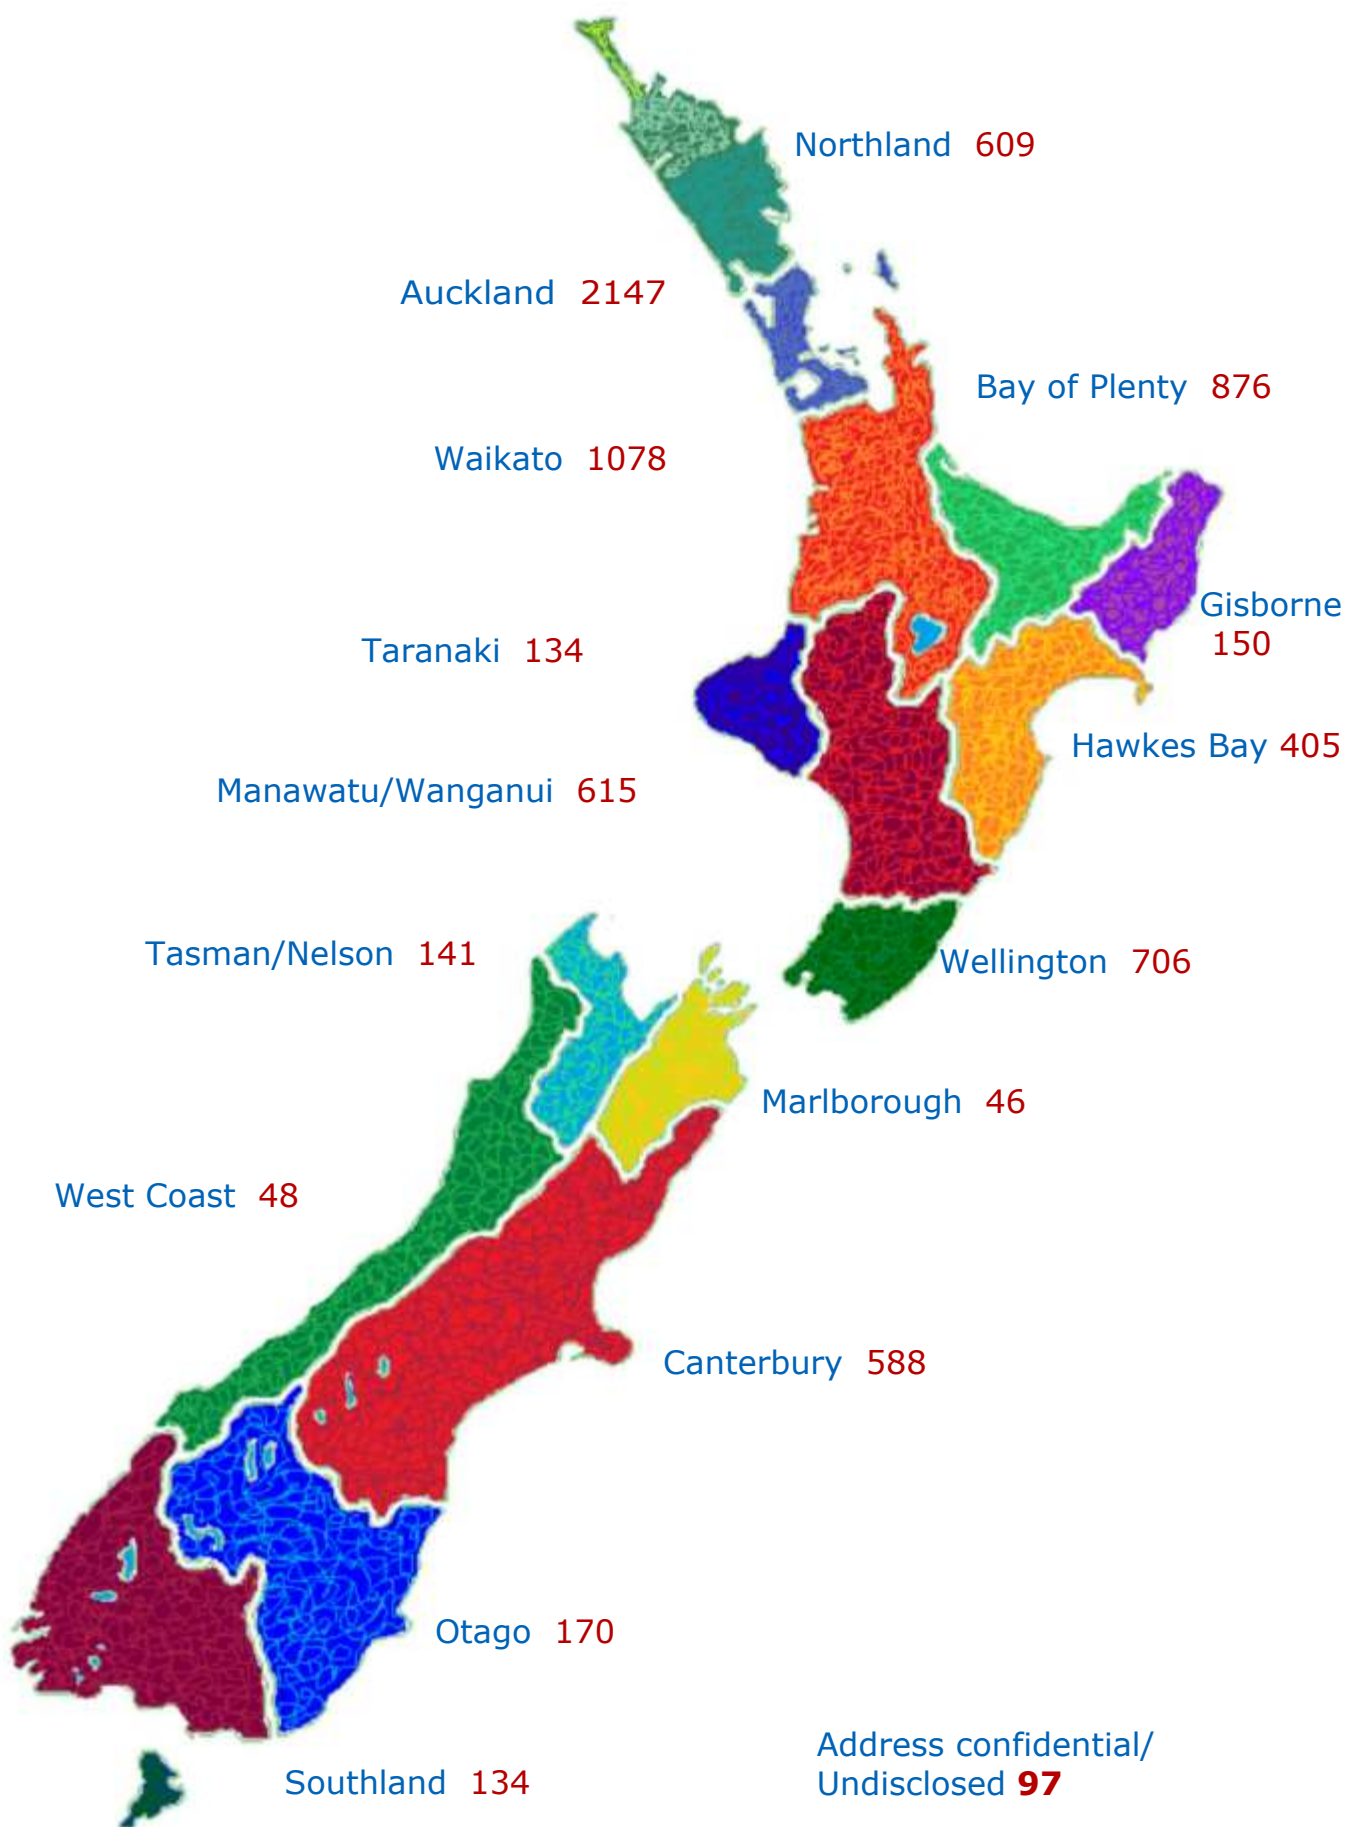 Northland 609
Auckland 2147
Bay of Plenty 876
Waikato 1078
Gisborne
150
Taranaki 134
Hawkes Bay 405
Manawatu/Wanganui 615
Tasman/Nelson 141
Wellington 706
Marlborough 46
West Coast 48
Canterbury 588
Otago 170
Address confidential/
Undisclosed 97
Southland 134